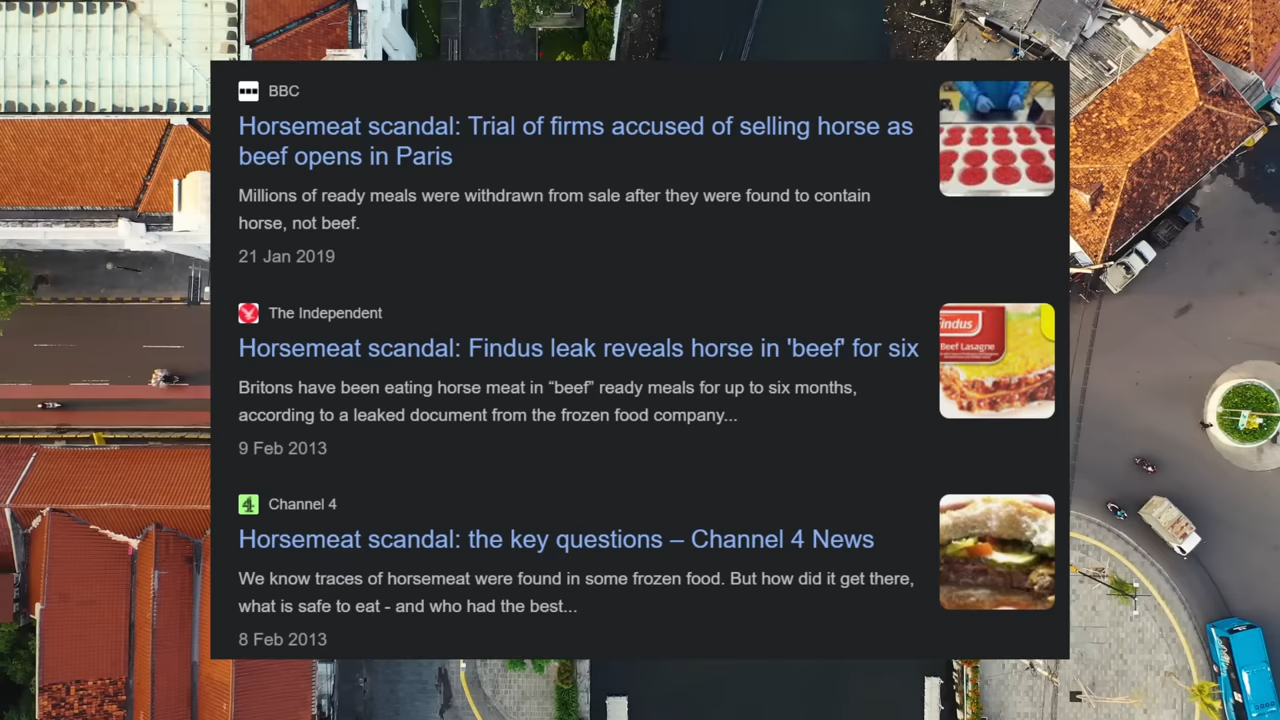 BBC
Horsemeat scandal: Trial of firms accused of selling horse as
beef opens in Paris
Millions of ready meals were withdrawn from sale after they were found to contain
horse, not beef.
21 Jan 2019
The Independent
Horsemeat scandal: Findus leak reveals horse in 'beef' for six
indus
Beef Lasagne
Britons have been eating horse meat in “beef” ready meals for up to six months,
according to a leaked document from the frozen food company...
9 Feb 2013
4
Channel 4
Horsemeat scandal: the key questions – Channel 4 News
We know traces of horsemeat were found in some frozen food. But how did it get there,
what is safe to eat - and who had the best...
8 Feb 2013